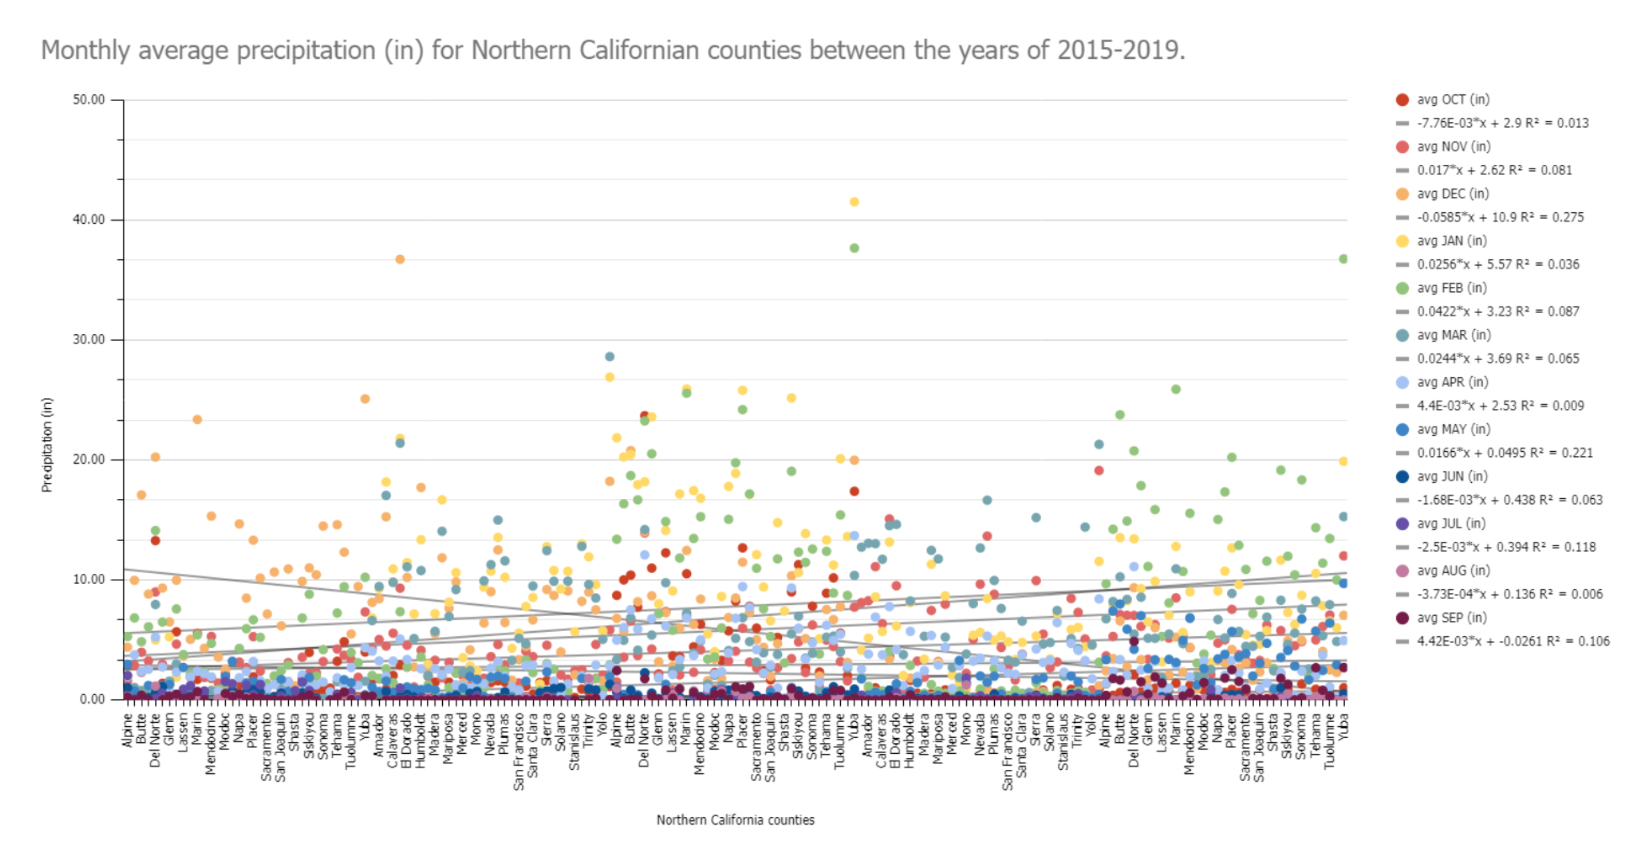 Monthly average precipitation (in) for Northern Californian counties between the years of 2015-2019.
50.00
40.00
30.00
20.00
10.00
0.00
Precipitation (in)
avg OCT (in)
-7.76E-03*x + 2.9 R² = 0.013
avg NOV (in)
0.017*x + 2.62 R² = 0.081
avg DEC (in)
-0.0585*x + 10.9 R² = 0.275
avg JAN (in)
0.0256*x + 5.57 R² = 0.036
avg FEB (in)
0.0422*x + 3.23 R² = 0.087
avg MAR (in)
0.0244*x + 3.69 R² = 0.065
avg APR (in)
4.4E-03*x + 2.53 R² = 0.009
avg MAY (in)
0.0166*x + 0.0495 R² = 0.221
avg JUN (in)
-1.68E-03*x + 0.438 R² = 0.063
avg JUL (in)
-2.5E-03*x + 0.394 R² = 0.118
avg AUG (in)
-3.73E-04*x + 0.136 R² = 0.006
avg SEP (in)
4.42E-03*x + -0.0261 R² = 0.106
Alpine
Butte
Del Norte
Glenn
Lassen
Marin
Mendocino
Modoc
Napa
Placer
Sacramento
San Joaquin
Shasta
Siskiyou
Sonoma
Tehama
Tuolumne
Yuba
Amador
Calaveras
El Dorado
Humboldt
Madera
Mariposa
Merced
Mono
Nevada
Plumas
San Francisco
Santa Clara
Sierra
Solano
Stanislaus
Trinity
Yolo
Alpine
Butte
Del Norte
Glenn
Lassen
Marin
Mendocino
Modoc
Napa
Placer
Sacramento
San Joaquin
Shasta
Siskiyou
Sonoma
Tehama
Tuolumne
Yuba
Amador
Calaveras
El Dorado
Humboldt
Madera
Mariposa
Merced
Mono
Nevada
Plumas
San Francisco
Santa Clara
Sierra
Solano
Stanislaus
Trinity
Yolo
Alpine
Butte
Del Norte
Glenn
Lassen
Marin
Mendocino
Modoc
Napa
Placer
Sacramento
San Joaquin
Shasta
Siskiyou
Sonoma
Tehama
Tuolumne
Yuba
Northern California counties